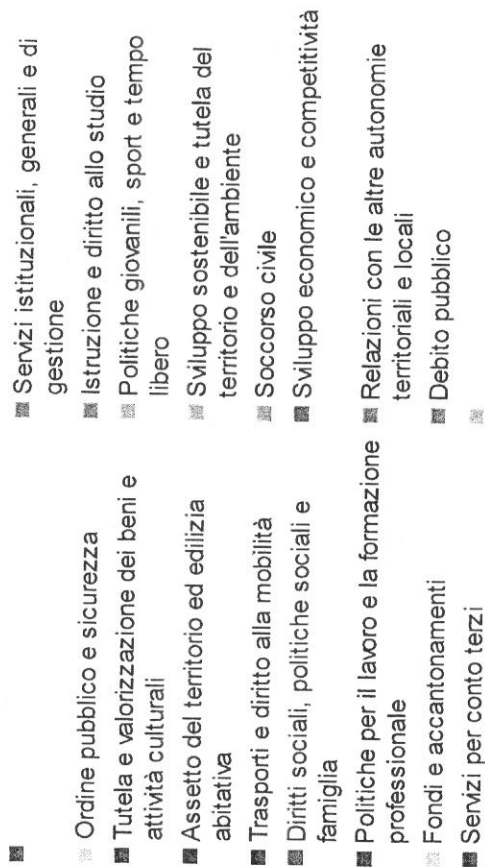 Ordine pubblico e sicurezza
Tutela e valorizzazione dei beni e
attività culturali
Assetto del territorio ed edilizia
abitativa
Trasporti e diritto alla mobilità
Diritti sociali, politiche sociali e
famiglia
Politiche per il lavoro e la formazione
professionale
Fondi e accantonamenti
Servizi per conto terzi
Servizi istituzionali, generali e di
gestione
Istruzione e diritto allo studio
Politiche giovanili, sport e tempo
libero
Sviluppo sostenibile e tutela del
territorio e dell'ambiente
Soccorso civile
Sviluppo economico e competitività
Relazioni con le altre autonomie
territoriali e locali
Debito pubblico